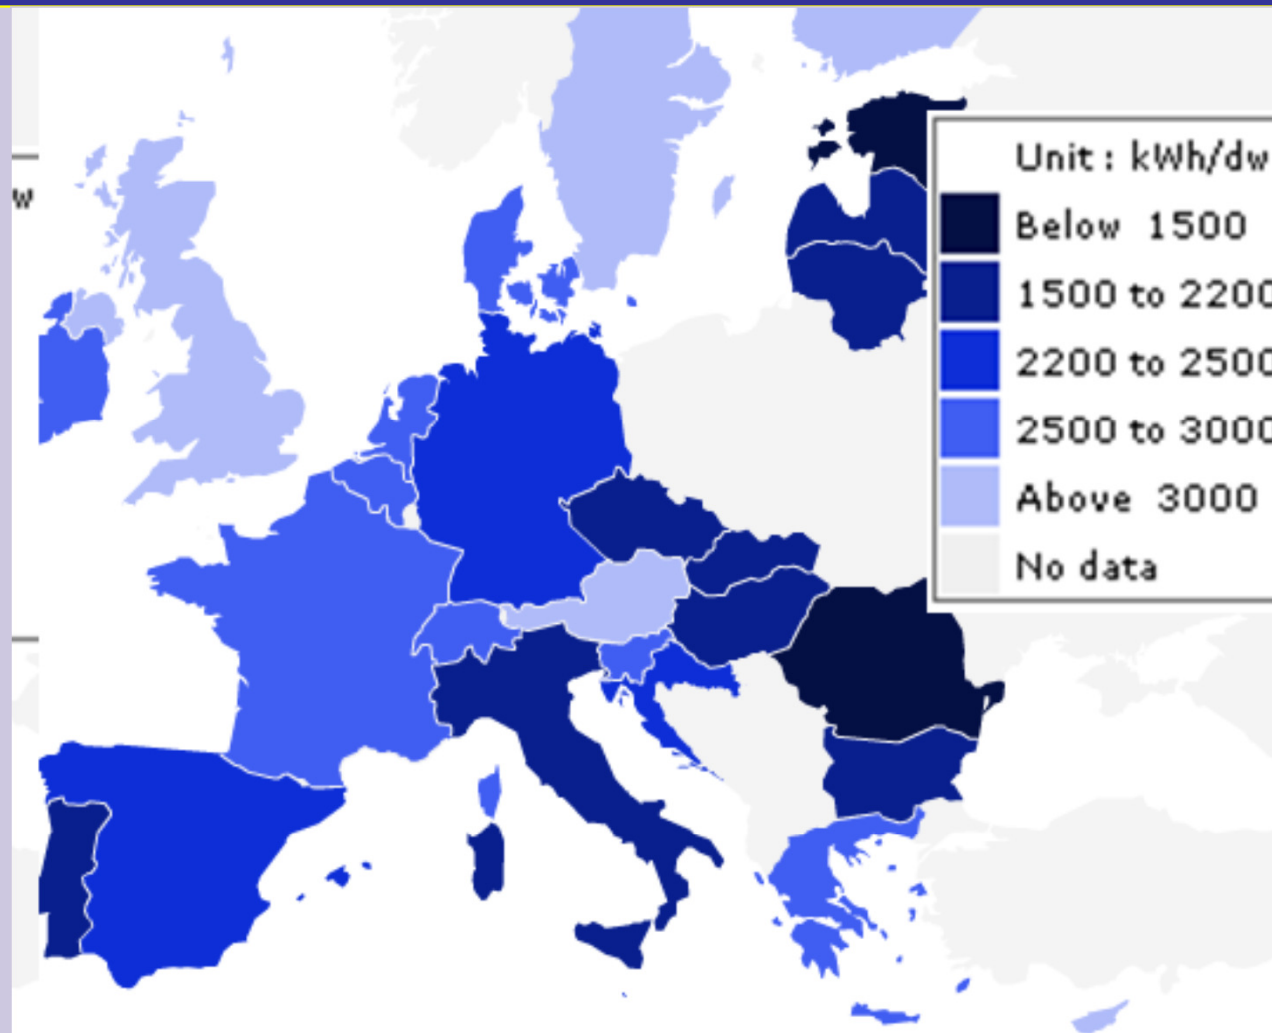 w
Unit : kWh/dw
Below 1500
1500 to 2200
2200 to 2500
2500 to 3000
Above 3000
No data